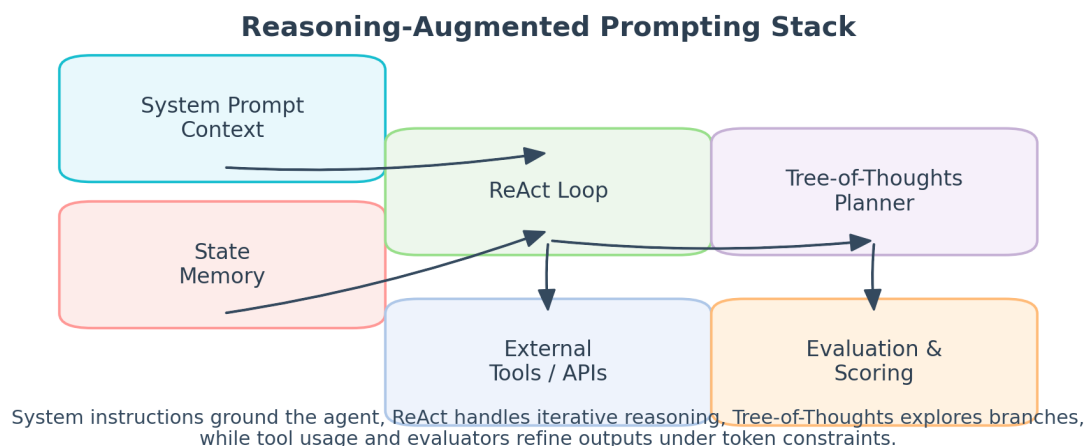 Reasoning-Augmented Prompting Stack
System Prompt
Context
ReAct Loop
Tree-of-Thoughts
Planner
State
Memory
External
Tools / APIs
Evaluation &
Scoring
System instructions ground the agent, ReAct handles iterative reasoning, Tree-of-Thoughts explores branches,
while tool usage and evaluators refine outputs under token constraints.